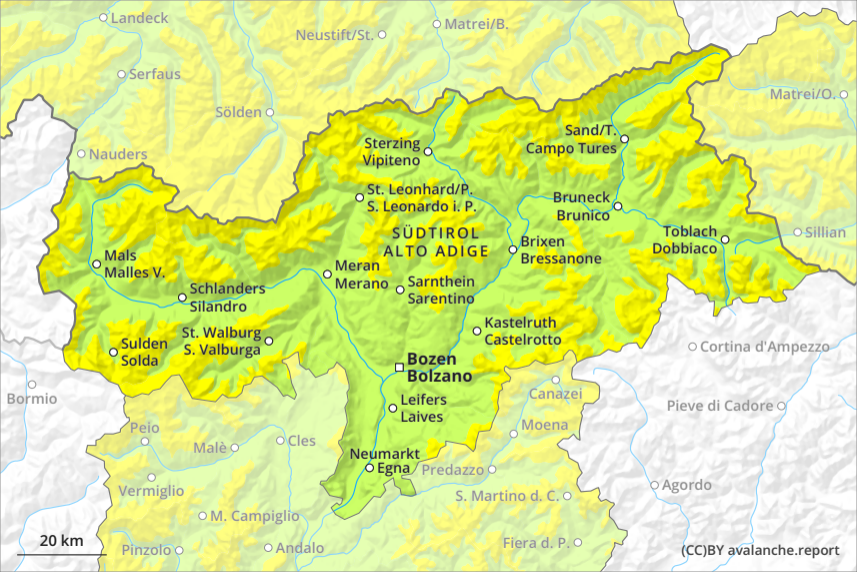 Landeck
Matrei/B.
Neustift/St.
Serfaus
Matrei/O.
Sölden
Nauders
Sand/T.
Campo Tures
Sterzing
Vipiteno
St. Leonhard/P.
S. Leonardo i. P.
Bruneck
Brunico
SÜDTIROL
ALTO ADIGE
Toblach
Dobbiaco
Sillian
Brixen
Bressanone
Mals
Malles V.
Meran
Merano
Sarnthein
Sarentino
Schlanders
Silandro
Kastelruth
Castelrotto
St. Walburg
S. Valburga
Sulden
Solda
Cortina d'Ampezzo
Bozen
Bolzano
Bormio
Canazei
Leifers
Laives
Pieve di Cadore
Moena
Peio
Malè
Cles
Neumarkt
Egna
Predazzo
Vermiglio
Agordo
S. Martino d. C.
M. Campiglio
20 km
Pinzolo
Andalo
Fiera d. P.
(CC)BY avalanche.report